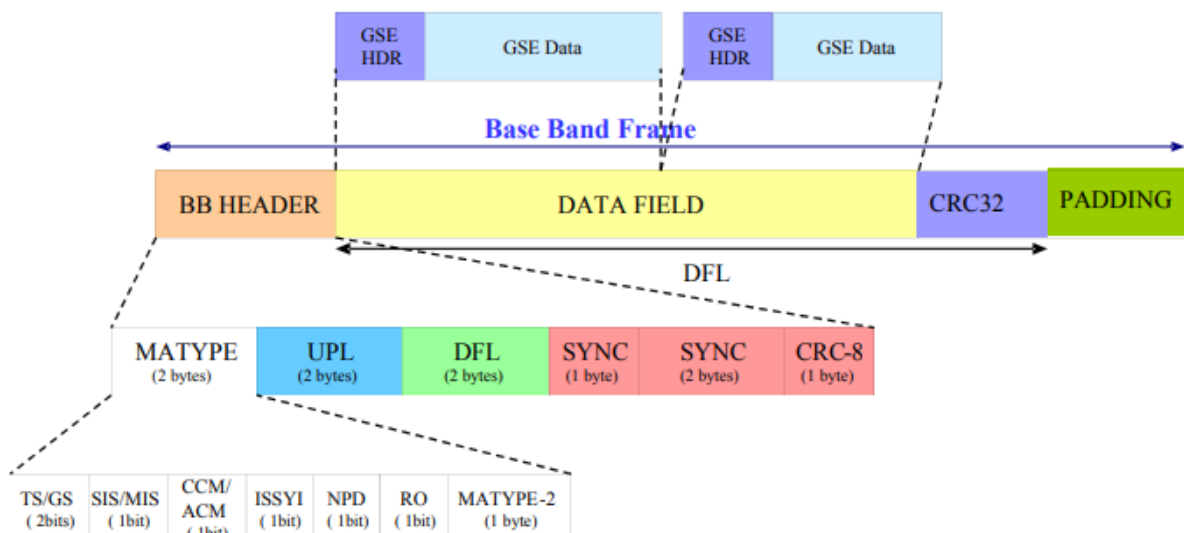 GSE
HDR
GSE Data
GSE
HDR
GSE Data
Base Band Frame
BB HEADER
DATA FIELD
CRC32
PADDING
DFL
MATYPE
(2 bytes)
UPL
(2 bytes)
DFL
(2 bytes)
SYNC
(1 byte)
SYNC
(2 bytes)
CRC-8
(1 byte)
TS/GS
( 2bits)
SIS/MIS
( 1bit)
CCM/
ACM
( 1bit)
ISSYI
( 1bit)
NPD
( 1bit)
RO
( 1bit)
MATYPE-2
(1 byte)